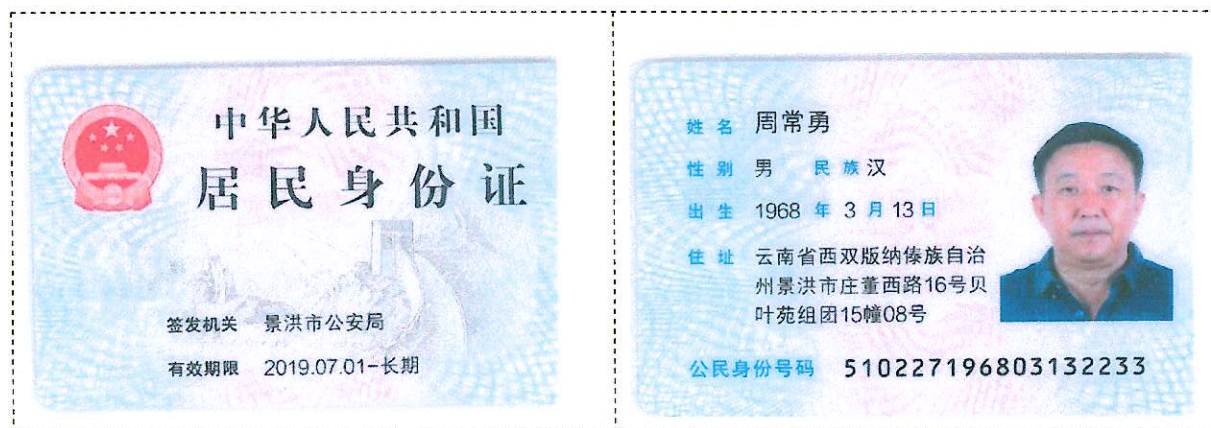 中华人民共和国
居民身份证
签发机关 景洪市公安局
有效期限 2019.07.01-长期
姓名 周常勇
性别 男 民族 汉
出生 1968 年 3 月 13 日
住址 云南省西双版纳傣族自治
州景洪市庄董西路16号贝
叶苑组团15幢08号
公民身份号码 510227196803132233